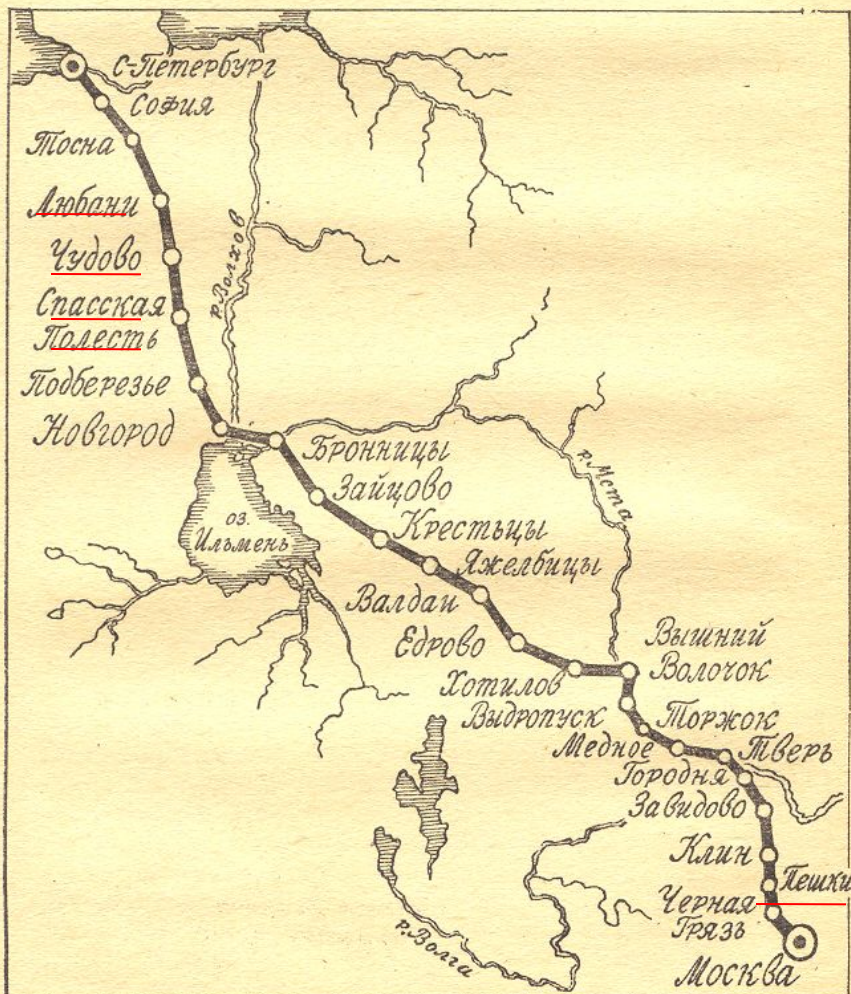 С-Петербург
София
Тосна
Любани
Чудово
Спасская
Полесть
Подберезье
Новгород
р.Волхов
Бронницы
Зайцово
р.Мста
оз.
Ильмень
Крестьцы
Яжелбицы
Валдаи
Едрово
Вышний
Волочок
Хотилов
Выдропуск
Торжок
Медное
Тверь
Городня
Завидово
Клин
Пешки
Черная
Грязь
р.Волга
Москва